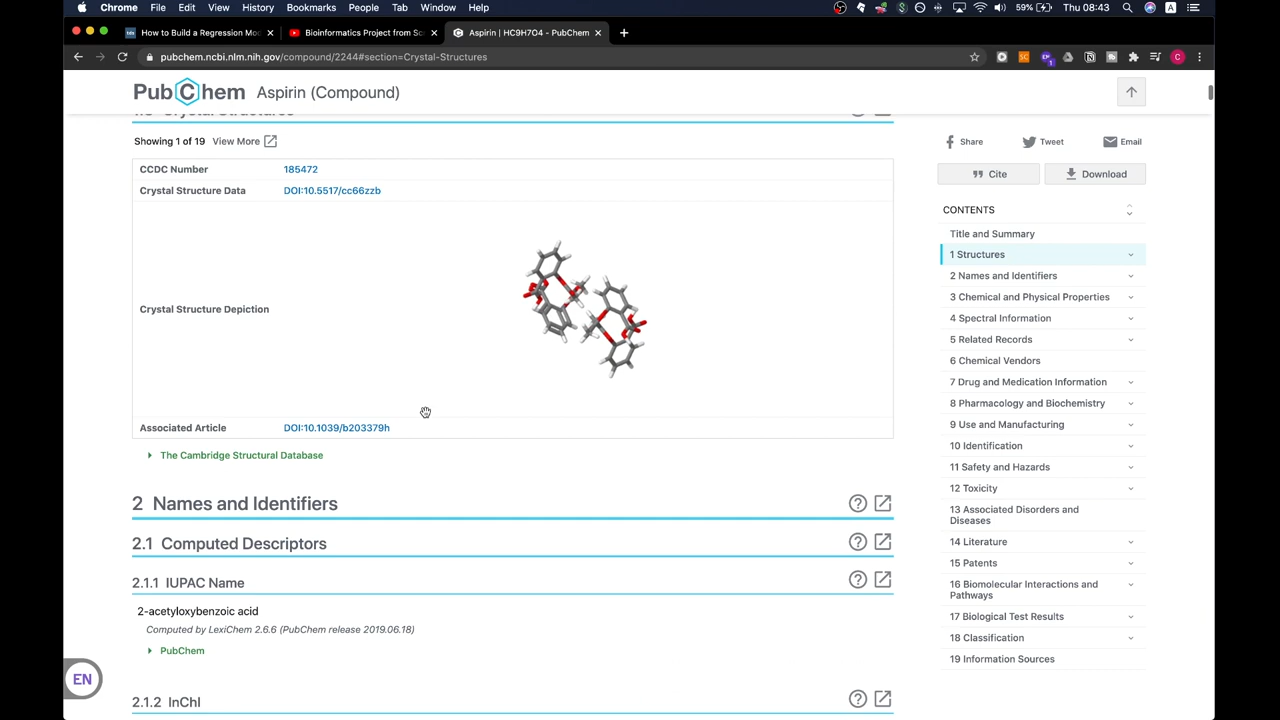 Chrome File Edit View History Bookmarks People Tab Window Help Thu 08:43
How to Build a Regression Mod
Bioinformatics Project from Scr
Aspirin | HC9H7O4 - PubChem
pubchem.ncbi.nlm.nih.gov/compound/2244#section=Crystal-Structures
PubChem Aspirin (Compound)
Crystal Structures
Showing 1 of 19 View More
CCDC Number 185472
Crystal Structure Data DOI:10.5517/cc66zzb
Crystal Structure Depiction
Associated Article DOI:10.1039/b203379h
The Cambridge Structural Database
2 Names and Identifiers
2.1 Computed Descriptors
2.1.1 IUPAC Name
2-acetyloxybenzoic acid
Computed by LexiChem 2.6.6 (PubChem release 2019.06.18)
PubChem
2.1.2 InChI
EN
Share Tweet Email
Cite Download
CONTENTS
Title and Summary
1 Structures
2 Names and Identifiers
3 Chemical and Physical Properties
4 Spectral Information
5 Related Records
6 Chemical Vendors
7 Drug and Medication Information
8 Pharmacology and Biochemistry
9 Use and Manufacturing
10 Identification
11 Safety and Hazards
12 Toxicity
13 Associated Disorders and
Diseases
14 Literature
15 Patents
16 Biomolecular Interactions and
Pathways
17 Biological Test Results
18 Classification
19 Information Sources